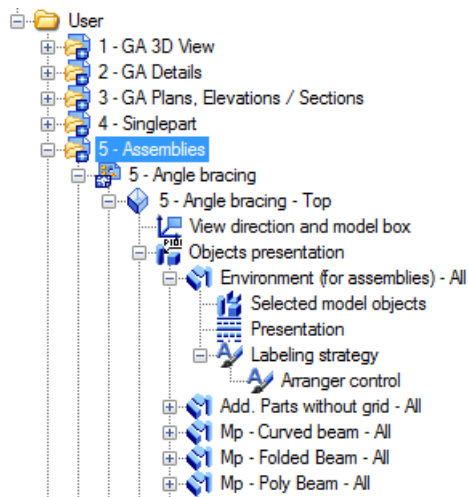 User
1 - GA 3D View
2 - GA Details
3 - GA Plans, Elevations / Sections
4 - Singlepart
5 - Assemblies
5 - Angle bracing
5 - Angle bracing - Top
View direction and model box
Objects presentation
Environment (for assemblies) - All
Selected model objects
Presentation
Labeling strategy
Arranger control
Add. Parts without grid - All
Mp - Curved beam - All
Mp - Folded Beam - All
Mp - Poly Beam - All